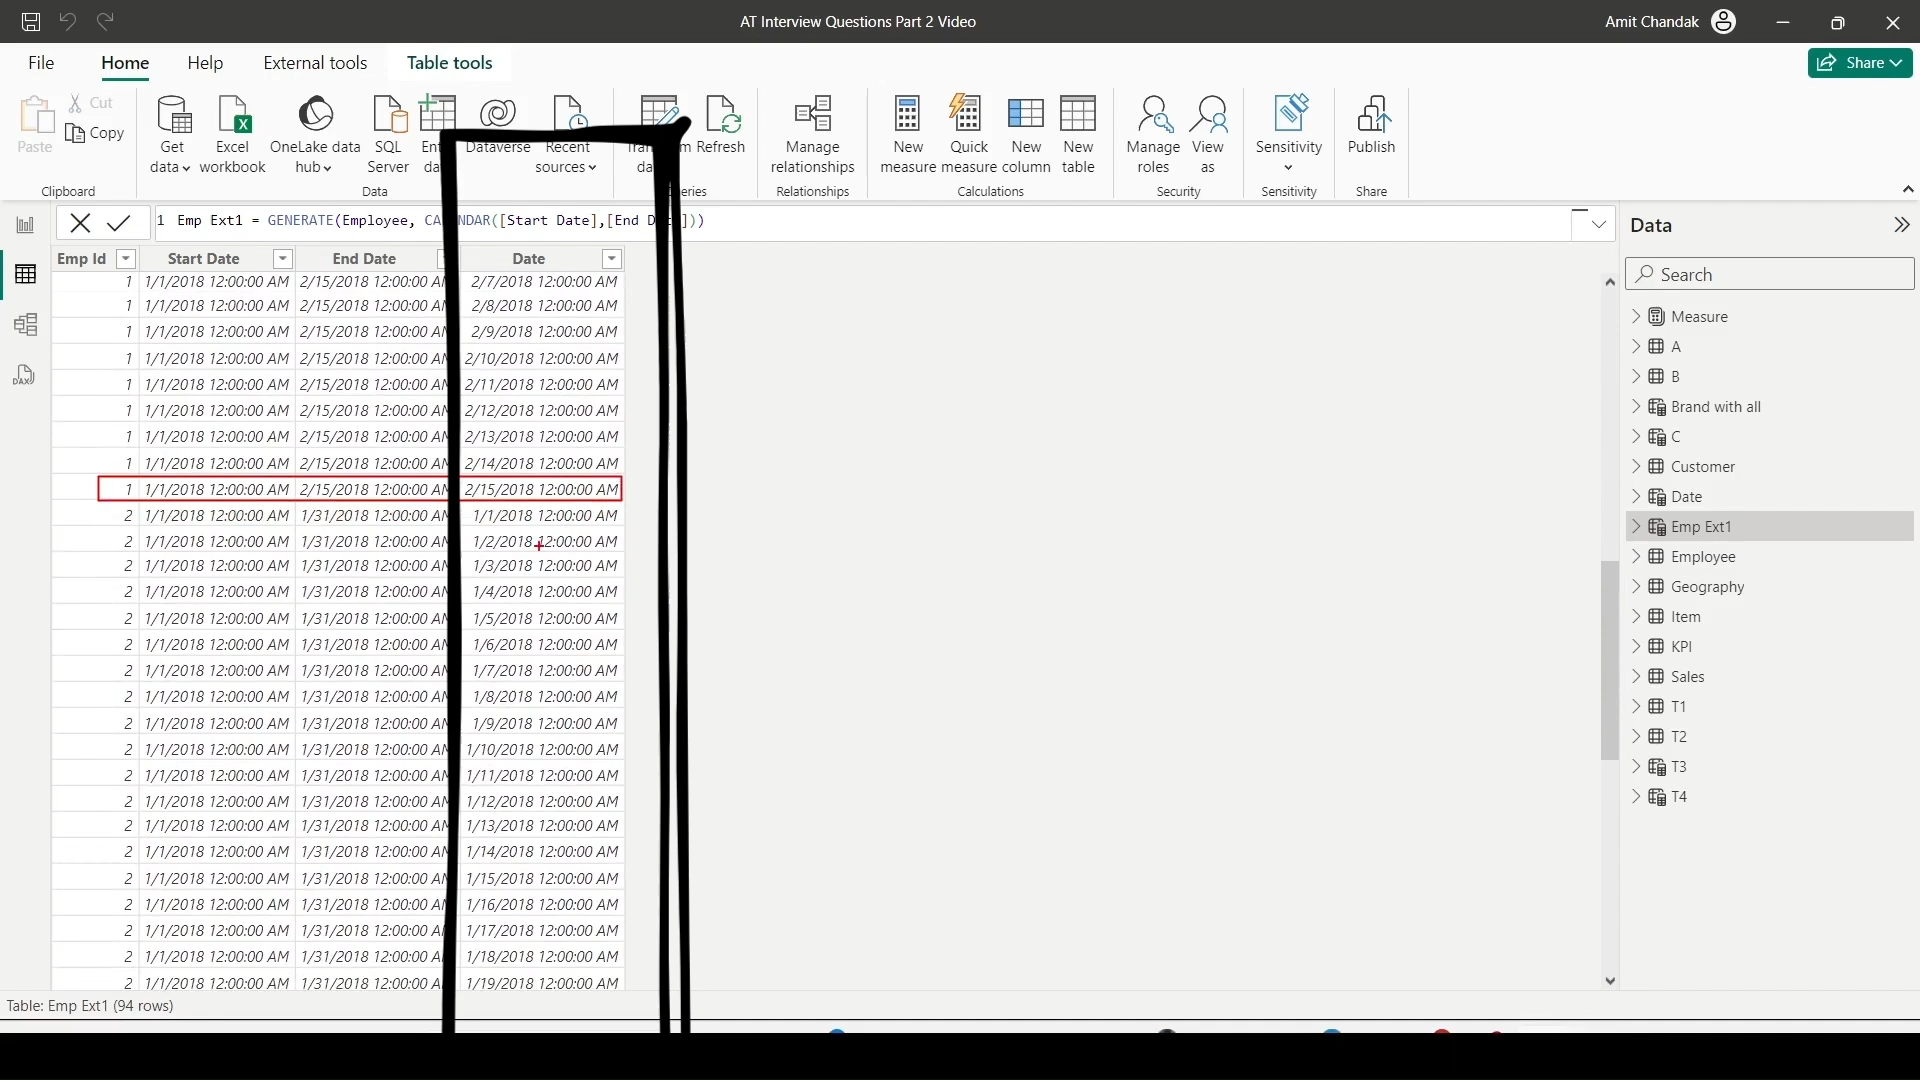 AT Interview Questions Part 2 Video
Amit Chandak
File Home Help External tools Table tools
Share
Paste
Cut
Copy
Clipboard
Get data
Excel workbook
OneLake data hub
SQL Server
Dataverse
Recent sources
Data
Refresh
Manage relationships
Relationships
New measure
Quick measure
New column
New table
Calculations
Manage roles
View as
Security
Sensitivity
Sensitivity
Publish
Share
1 Emp Ext1 = GENERATE(Employee, CA NDAR([Start Date],[End D ]))
Emp Id Start Date End Date Date
1 1/1/2018 12:00:00 AM 2/15/2018 12:00:00 AM 2/7/2018 12:00:00 AM
1 1/1/2018 12:00:00 AM 2/15/2018 12:00:00 AM 2/8/2018 12:00:00 AM
1 1/1/2018 12:00:00 AM 2/15/2018 12:00:00 AM 2/9/2018 12:00:00 AM
1 1/1/2018 12:00:00 AM 2/15/2018 12:00:00 AM 2/10/2018 12:00:00 AM
1 1/1/2018 12:00:00 AM 2/15/2018 12:00:00 AM 2/11/2018 12:00:00 AM
1 1/1/2018 12:00:00 AM 2/15/2018 12:00:00 AM 2/12/2018 12:00:00 AM
1 1/1/2018 12:00:00 AM 2/15/2018 12:00:00 AM 2/13/2018 12:00:00 AM
1 1/1/2018 12:00:00 AM 2/15/2018 12:00:00 AM 2/14/2018 12:00:00 AM
1 1/1/2018 12:00:00 AM 2/15/2018 12:00:00 AM 2/15/2018 12:00:00 AM
2 1/1/2018 12:00:00 AM 1/31/2018 12:00:00 AM 1/1/2018 12:00:00 AM
2 1/1/2018 12:00:00 AM 1/31/2018 12:00:00 AM 1/2/2018 12:00:00 AM
2 1/1/2018 12:00:00 AM 1/31/2018 12:00:00 AM 1/3/2018 12:00:00 AM
2 1/1/2018 12:00:00 AM 1/31/2018 12:00:00 AM 1/4/2018 12:00:00 AM
2 1/1/2018 12:00:00 AM 1/31/2018 12:00:00 AM 1/5/2018 12:00:00 AM
2 1/1/2018 12:00:00 AM 1/31/2018 12:00:00 AM 1/6/2018 12:00:00 AM
2 1/1/2018 12:00:00 AM 1/31/2018 12:00:00 AM 1/7/2018 12:00:00 AM
2 1/1/2018 12:00:00 AM 1/31/2018 12:00:00 AM 1/8/2018 12:00:00 AM
2 1/1/2018 12:00:00 AM 1/31/2018 12:00:00 AM 1/9/2018 12:00:00 AM
2 1/1/2018 12:00:00 AM 1/31/2018 12:00:00 AM 1/10/2018 12:00:00 AM
2 1/1/2018 12:00:00 AM 1/31/2018 12:00:00 AM 1/11/2018 12:00:00 AM
2 1/1/2018 12:00:00 AM 1/31/2018 12:00:00 AM 1/12/2018 12:00:00 AM
2 1/1/2018 12:00:00 AM 1/31/2018 12:00:00 AM 1/13/2018 12:00:00 AM
2 1/1/2018 12:00:00 AM 1/31/2018 12:00:00 AM 1/14/2018 12:00:00 AM
2 1/1/2018 12:00:00 AM 1/31/2018 12:00:00 AM 1/15/2018 12:00:00 AM
2 1/1/2018 12:00:00 AM 1/31/2018 12:00:00 AM 1/16/2018 12:00:00 AM
2 1/1/2018 12:00:00 AM 1/31/2018 12:00:00 AM 1/17/2018 12:00:00 AM
2 1/1/2018 12:00:00 AM 1/31/2018 12:00:00 AM 1/18/2018 12:00:00 AM
2 1/1/2018 12:00:00 AM 1/31/2018 12:00:00 AM 1/19/2018 12:00:00 AM
Table: Emp Ext1 (94 rows)
DAX
Data
Search
Measure
A
B
Brand with all
C
Customer
Date
Emp Ext1
Employee
Geography
Item
KPI
Sales
T1
T2
T3
T4